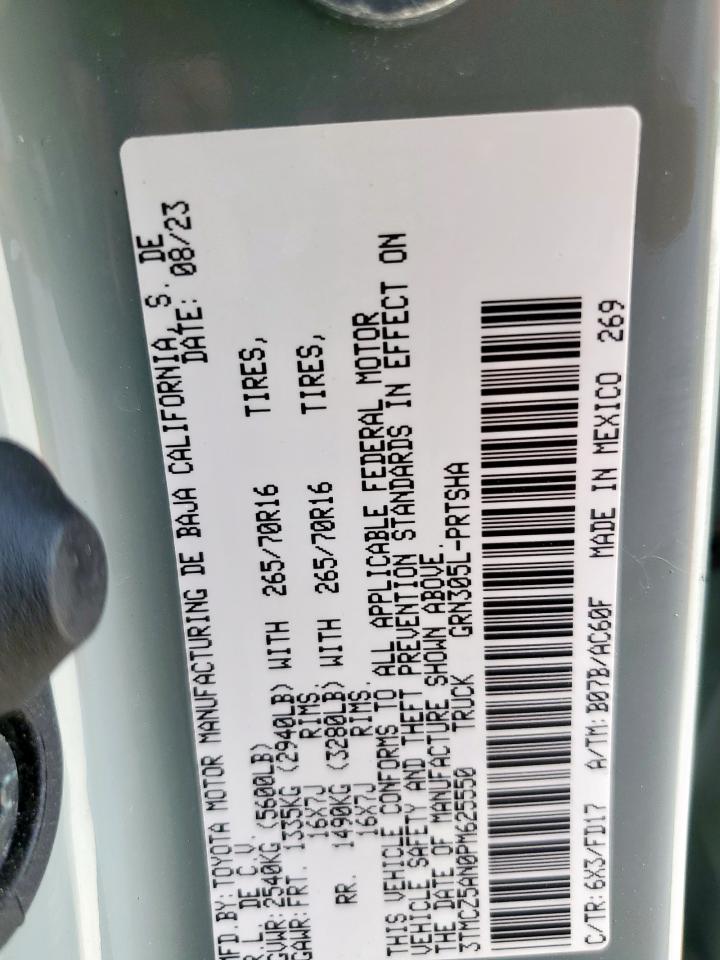 MFD.BY: TOYOTA MOTOR MANUFACTURING DE BAJA CALIFORNIA, S. DE
R.L. DE C.V. DATE: 08/23
GVWR: 2540KG (5600LB)
GAWR: FRT. 1335KG (2940LB) WITH 265/70R16 TIRES,
16X7J RIMS.
RR. 1490KG (3280LB) WITH 265/70R16 TIRES,
16X7J RIMS.
THIS VEHICLE CONFORMS TO ALL APPLICABLE FEDERAL MOTOR
VEHICLE SAFETY AND THEFT PREVENTION STANDARDS IN EFFECT ON
THE DATE OF MANUFACTURE SHOWN ABOVE.
3TMCZ5AN0PM625550 TRUCK GRN305L-PRTSHA
C/TR: 6X3/FD17 A/TM: B07B/AC60F MADE IN MEXICO 269